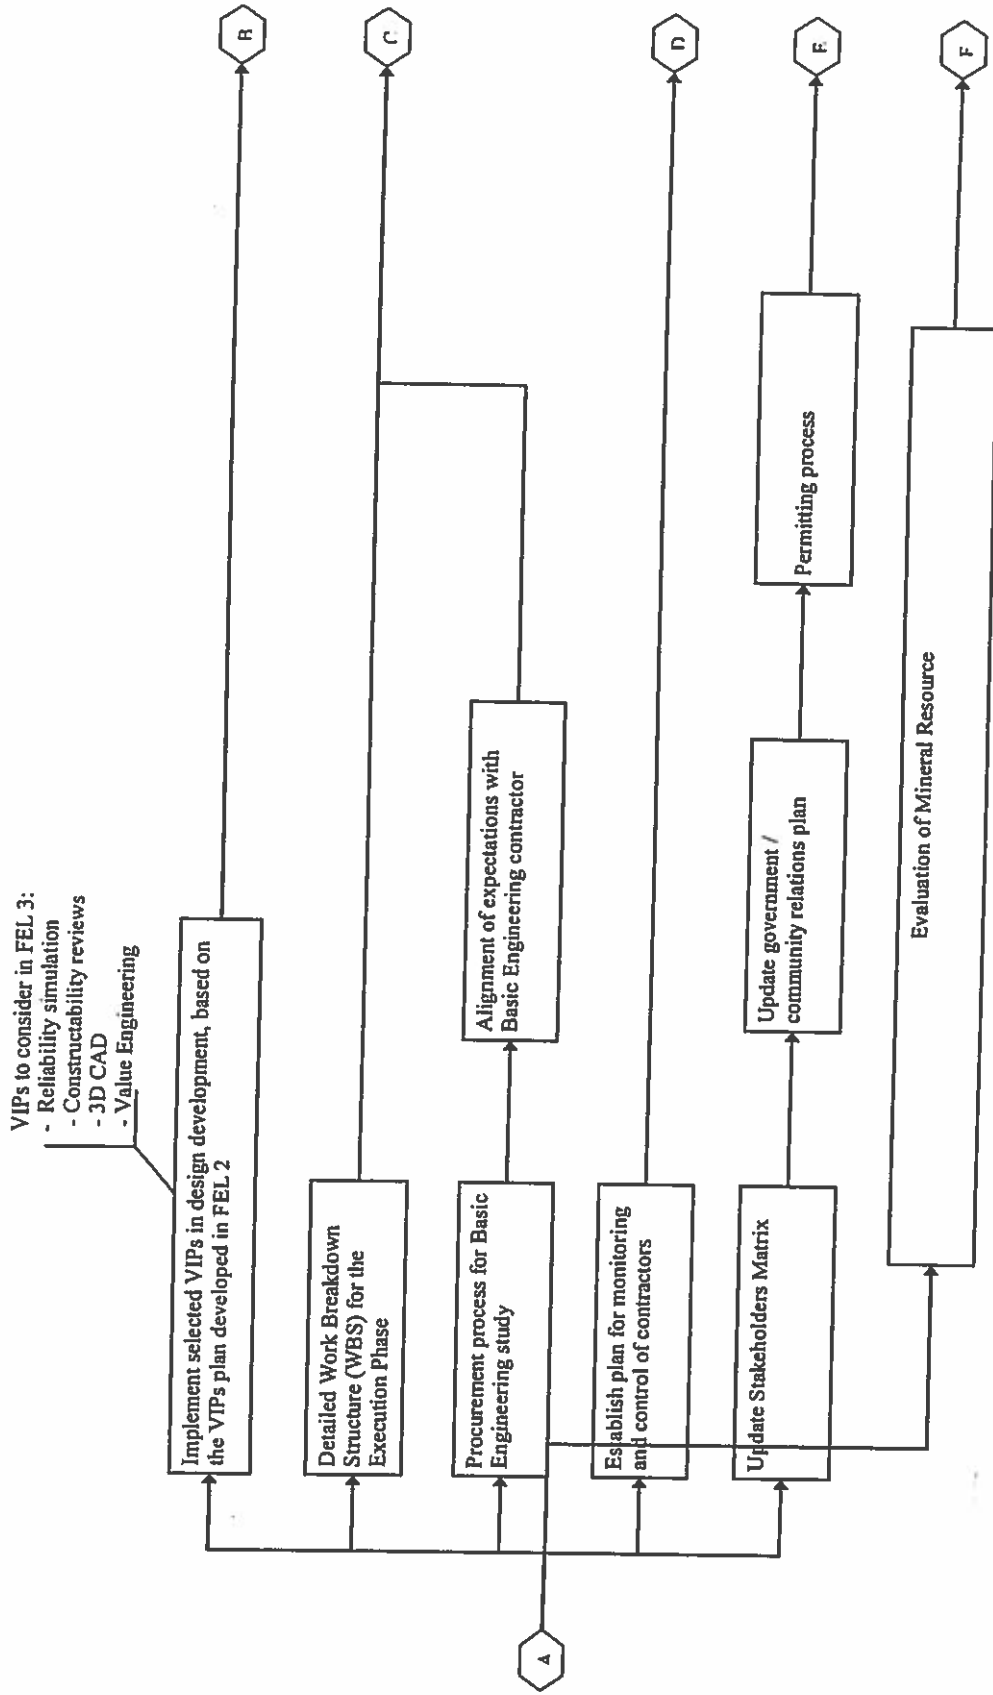 VIPs to consider in FEL 3:
- Reliability simulation
- Constructability reviews
- 3D CAD
- Value Engineering
Implement selected VIPs in design development, based on
the VIPs plan developed in FEL 2
B
Detailed Work Breakdown
Structure (WBS) for the
Execution Phase
C
Procurement process for Basic
Engineering study
Alignment of expectations with
Basic Engineering contractor
A
Establish plan for monitoring
and control of contractors
D
Update Stakeholders Matrix
Update government /
community relations plan
Permitting process
E
Evaluation of Mineral Resource
F